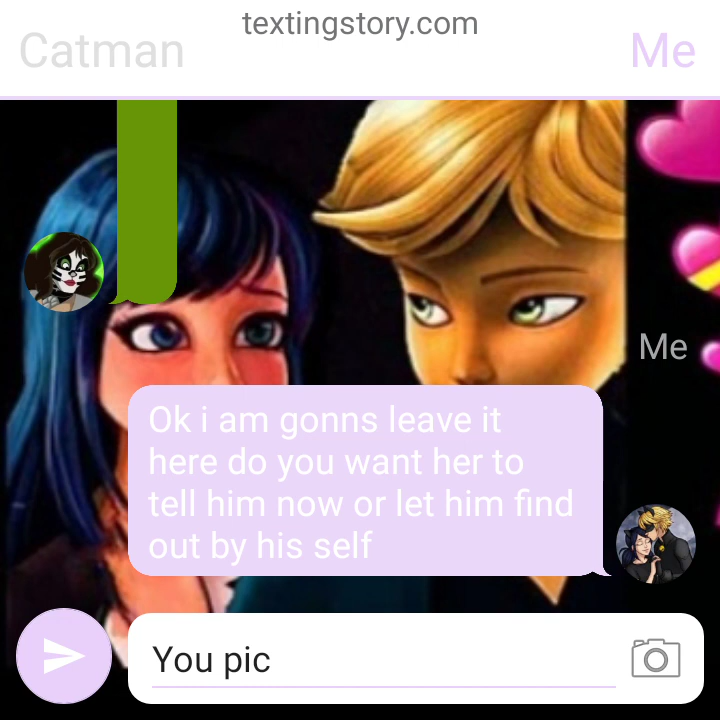 textingstory.com
Catman
Me
Me
Ok i am gonns leave it
here do you want her to
tell him now or let him find
out by his self
You pic